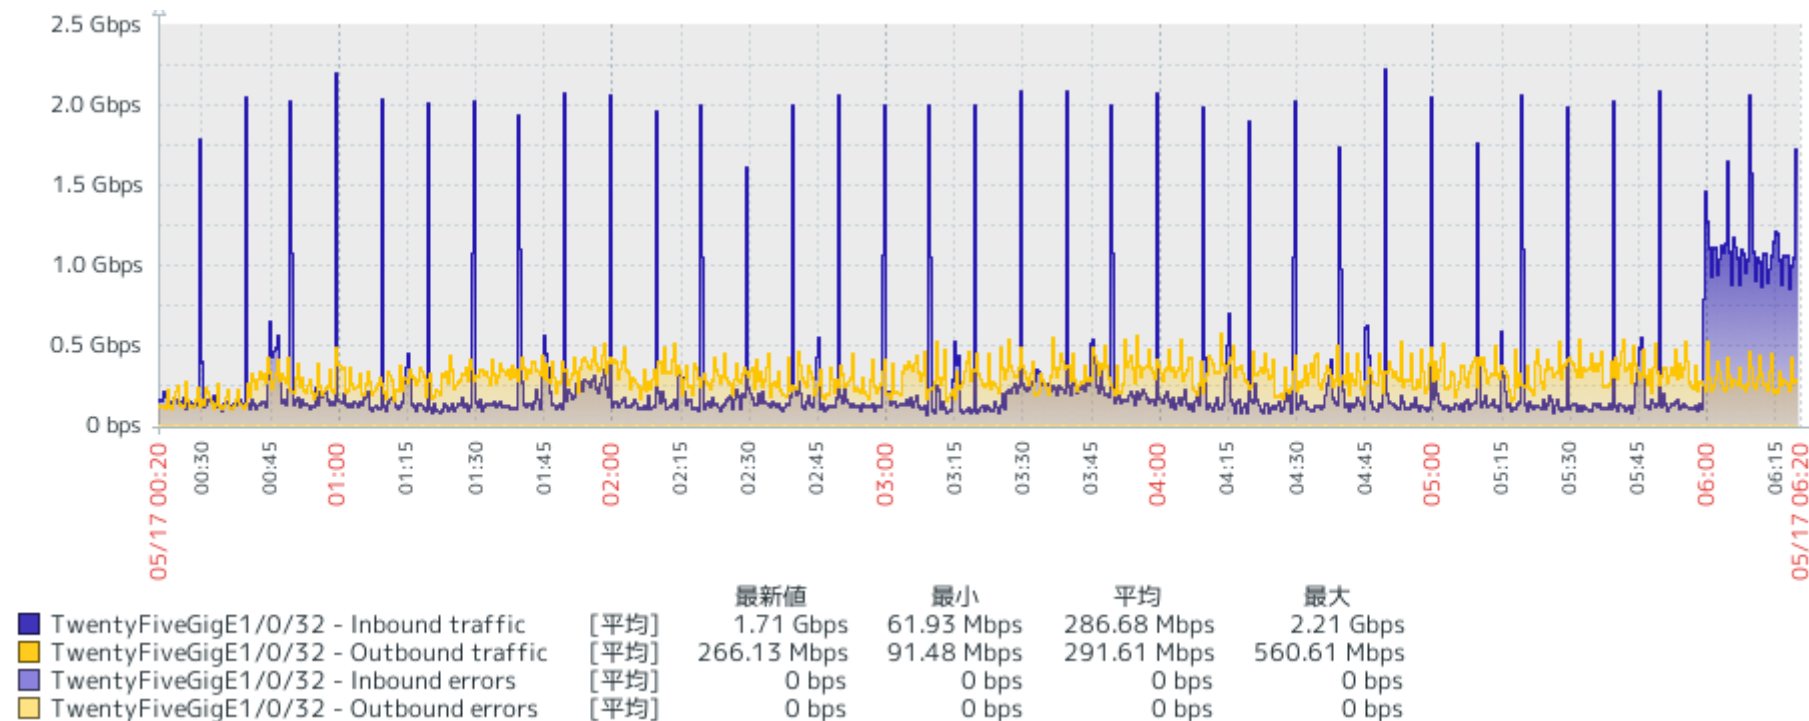 2.5 Gbps
2.0 Gbps
1.5 Gbps
1.0 Gbps
0.5 Gbps
0 bps
05/17 00:20
00:30
00:45
01:00
01:15
01:30
01:45
02:00
02:15
02:30
02:45
03:00
03:15
03:30
03:45
04:00
04:15
04:30
04:45
05:00
05:15
05:30
05:45
06:00
06:15
05/17 06:20
最新値 最小 平均 最大
TwentyFiveGigE1/0/32 - Inbound traffic [平均] 1.71 Gbps 61.93 Mbps 286.68 Mbps 2.21 Gbps
TwentyFiveGigE1/0/32 - Outbound traffic [平均] 266.13 Mbps 91.48 Mbps 291.61 Mbps 560.61 Mbps
TwentyFiveGigE1/0/32 - Inbound errors [平均] 0 bps 0 bps 0 bps 0 bps
TwentyFiveGigE1/0/32 - Outbound errors [平均] 0 bps 0 bps 0 bps 0 bps